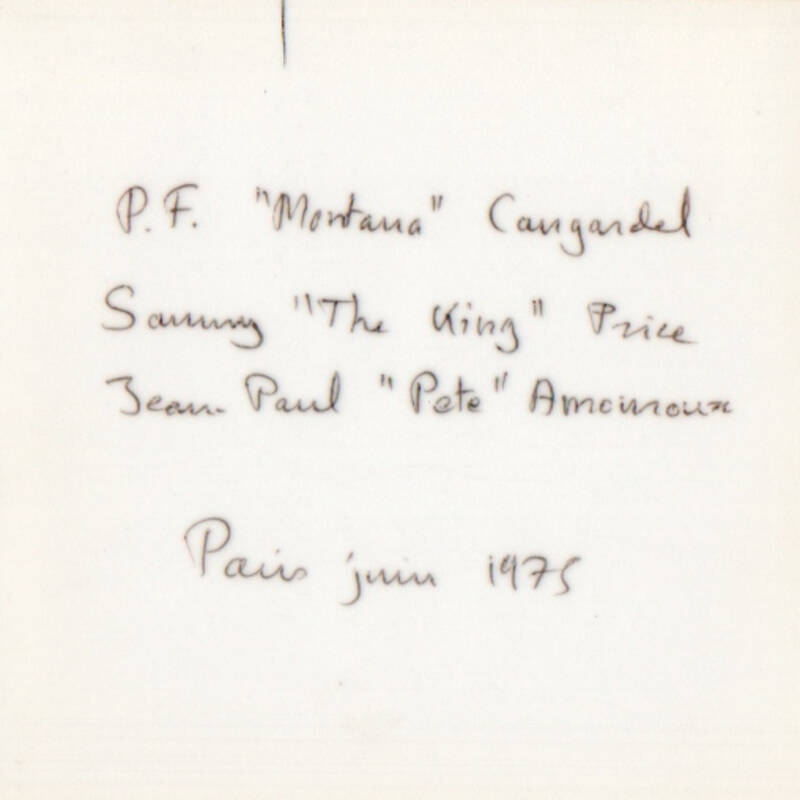 P.F. "Montana" Cangardel
Sammy "The King" Price
Jean-Paul "Pete" Amouroux
Paris juin 1975